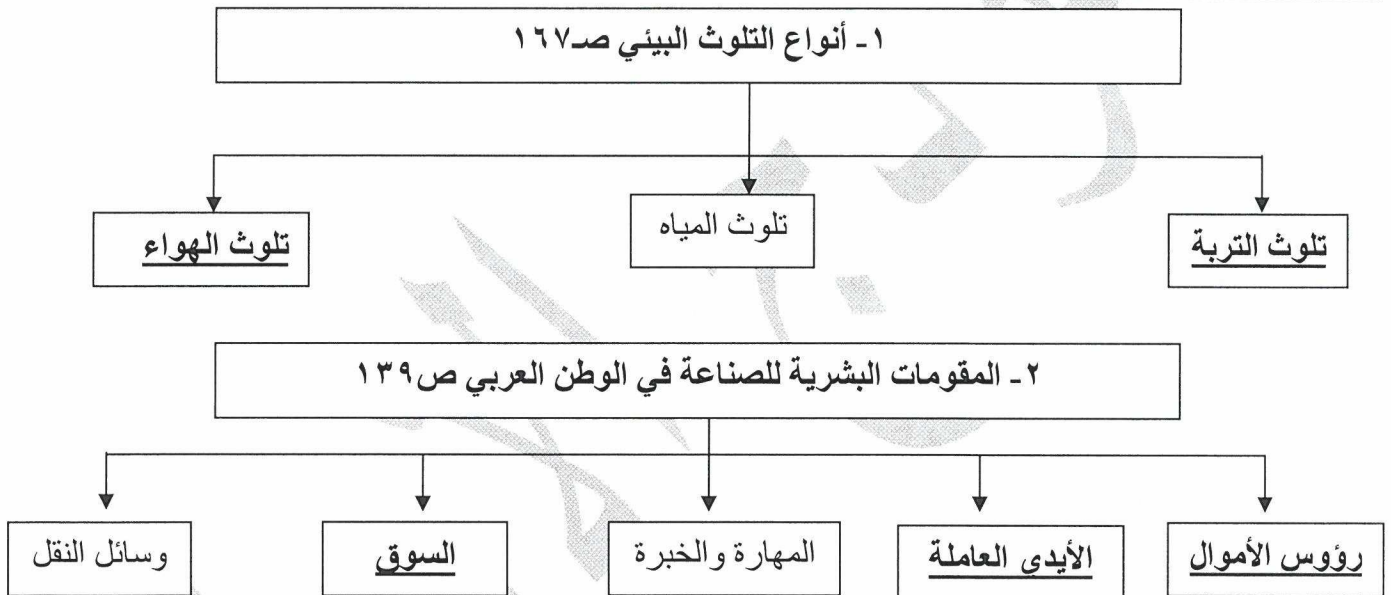 ١- أنواع التلوث البيئي صـ١٦٧
تلوث التربة
تلوث المياه
تلوث الهواء
٢- المقومات البشرية للصناعة في الوطن العربي ص١٣٩
رؤوس الأموال
الأيدي العاملة
المهارة والخبرة
السوق
وسائل النقل